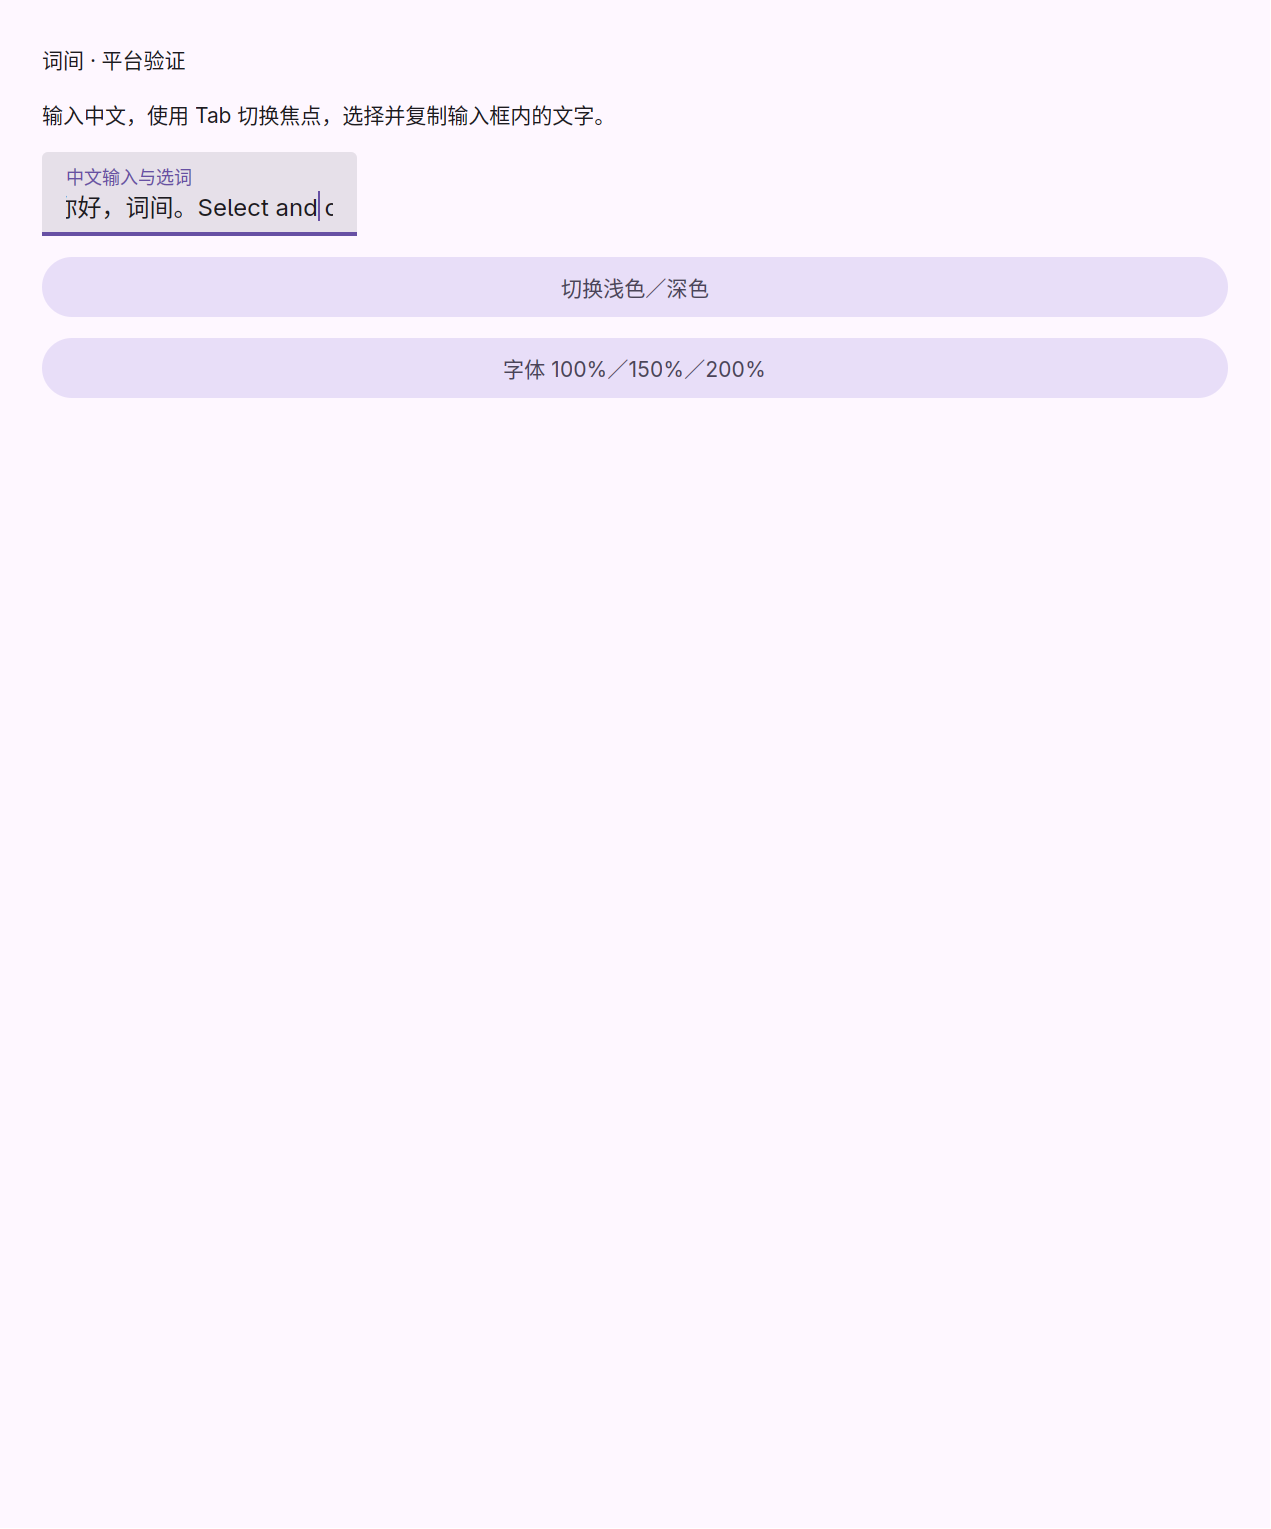 词间 · 平台验证
输入中文，使用 Tab 切换焦点，选择并复制输入框内的文字。
中文输入与选词
好，词间。Select and
切换浅色／深色
字体 100%／150%／200%